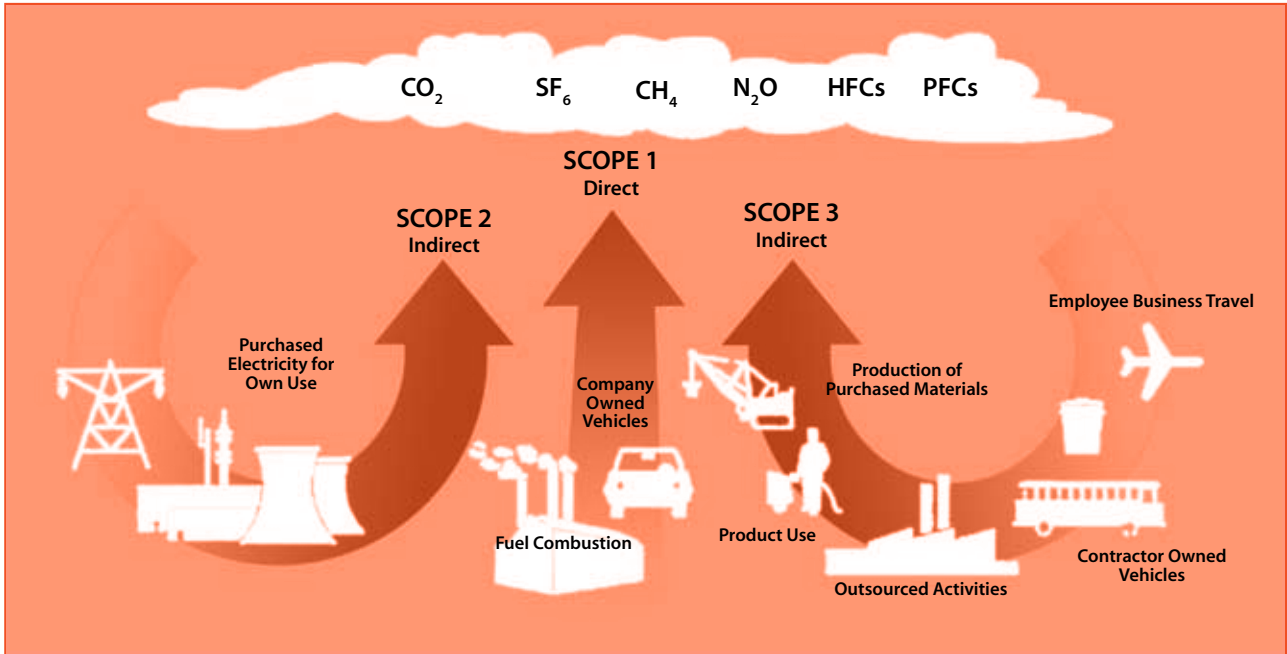 CO₂ SF₆ CH₄ N₂O HFCs PFCs
SCOPE 1
Direct
SCOPE 2
Indirect
SCOPE 3
Indirect
Employee Business Travel
Purchased
Electricity for
Own Use
Company
Owned
Vehicles
Production of
Purchased Materials
Fuel Combustion
Product Use
Outsourced Activities
Contractor Owned
Vehicles